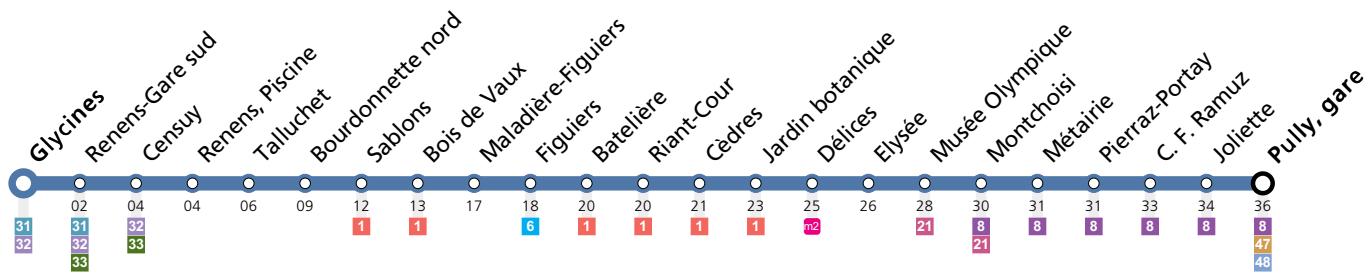 Glycines
Renens-Gare sud
Censuy
Renens, Piscine
Talluchet
Bourdonnette nord
Sablons
Bois de Vaux
Maladière-Figuiers
Figuiers
Batelière
Riant-Cour
Cèdres
Jardin botanique
Délices
Elysée
Musée Olympique
Montchoisi
Métairie
Pierraz-Portay
C. F. Ramuz
Joliette
Pully, gare
02 04 04 06 09 12 13 17 18 20 20 21 23 25 26 28 30 31 31 33 34 36
31 31 32 1 1 6 1 1 1 1 m2 21 8 8 8 8 8 8
32 32 33 21 47
33 48